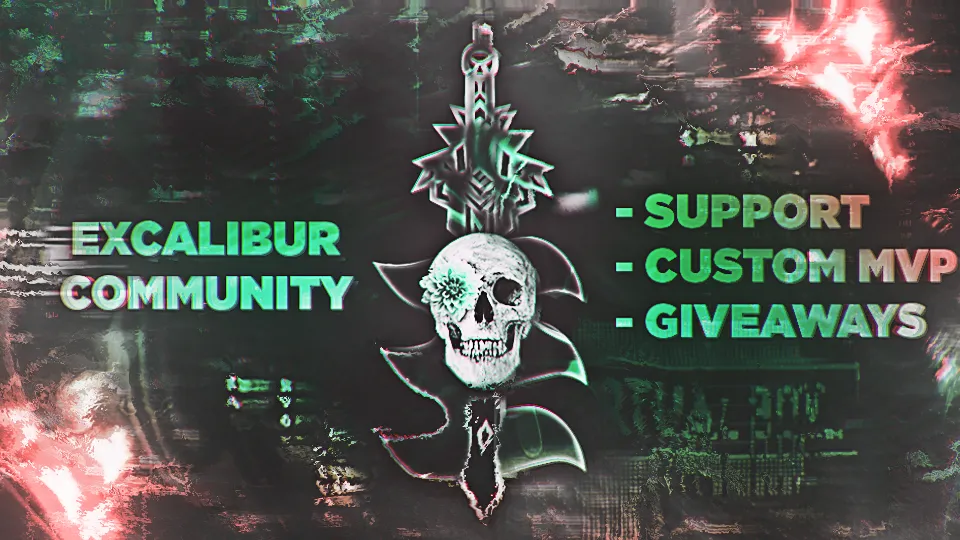 EXCALIBUR
COMMUNITY
- SUPPORT
- CUSTOM MVP
- GIVEAWAYS